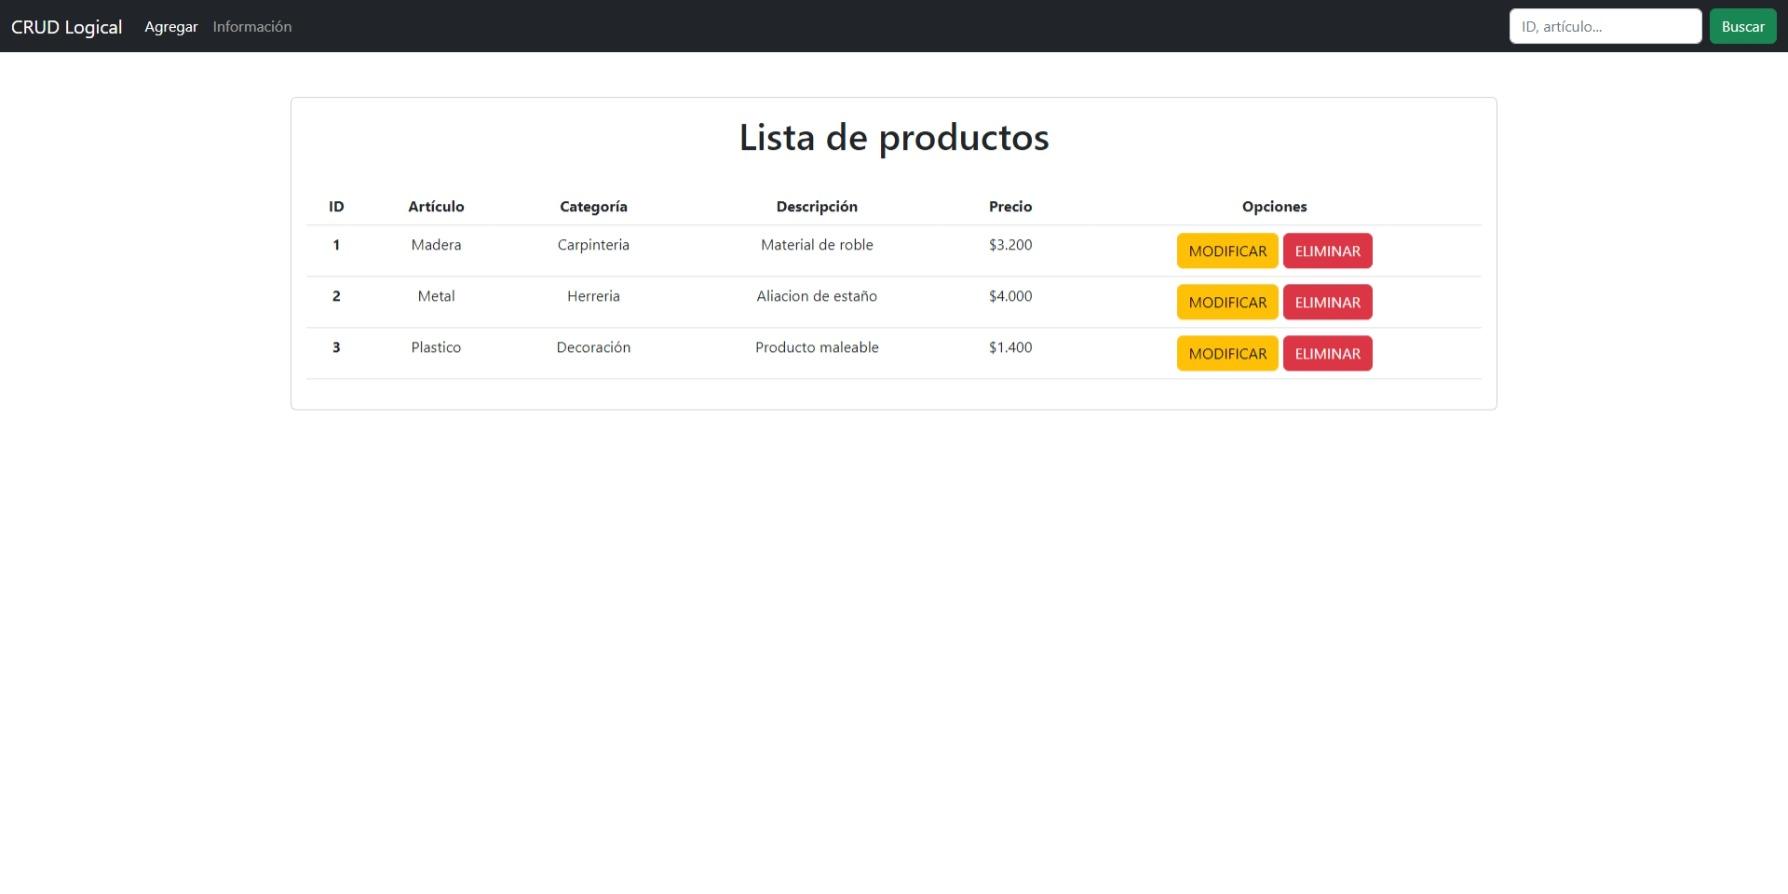 CRUD Logical Agregar Información ID, artículo... Buscar
Lista de productos
ID Artículo Categoría Descripción Precio Opciones
1 Madera Carpinteria Material de roble $3.200 MODIFICAR ELIMINAR
2 Metal Herreria Aliacion de estaño $4.000 MODIFICAR ELIMINAR
3 Plastico Decoración Producto maleable $1.400 MODIFICAR ELIMINAR